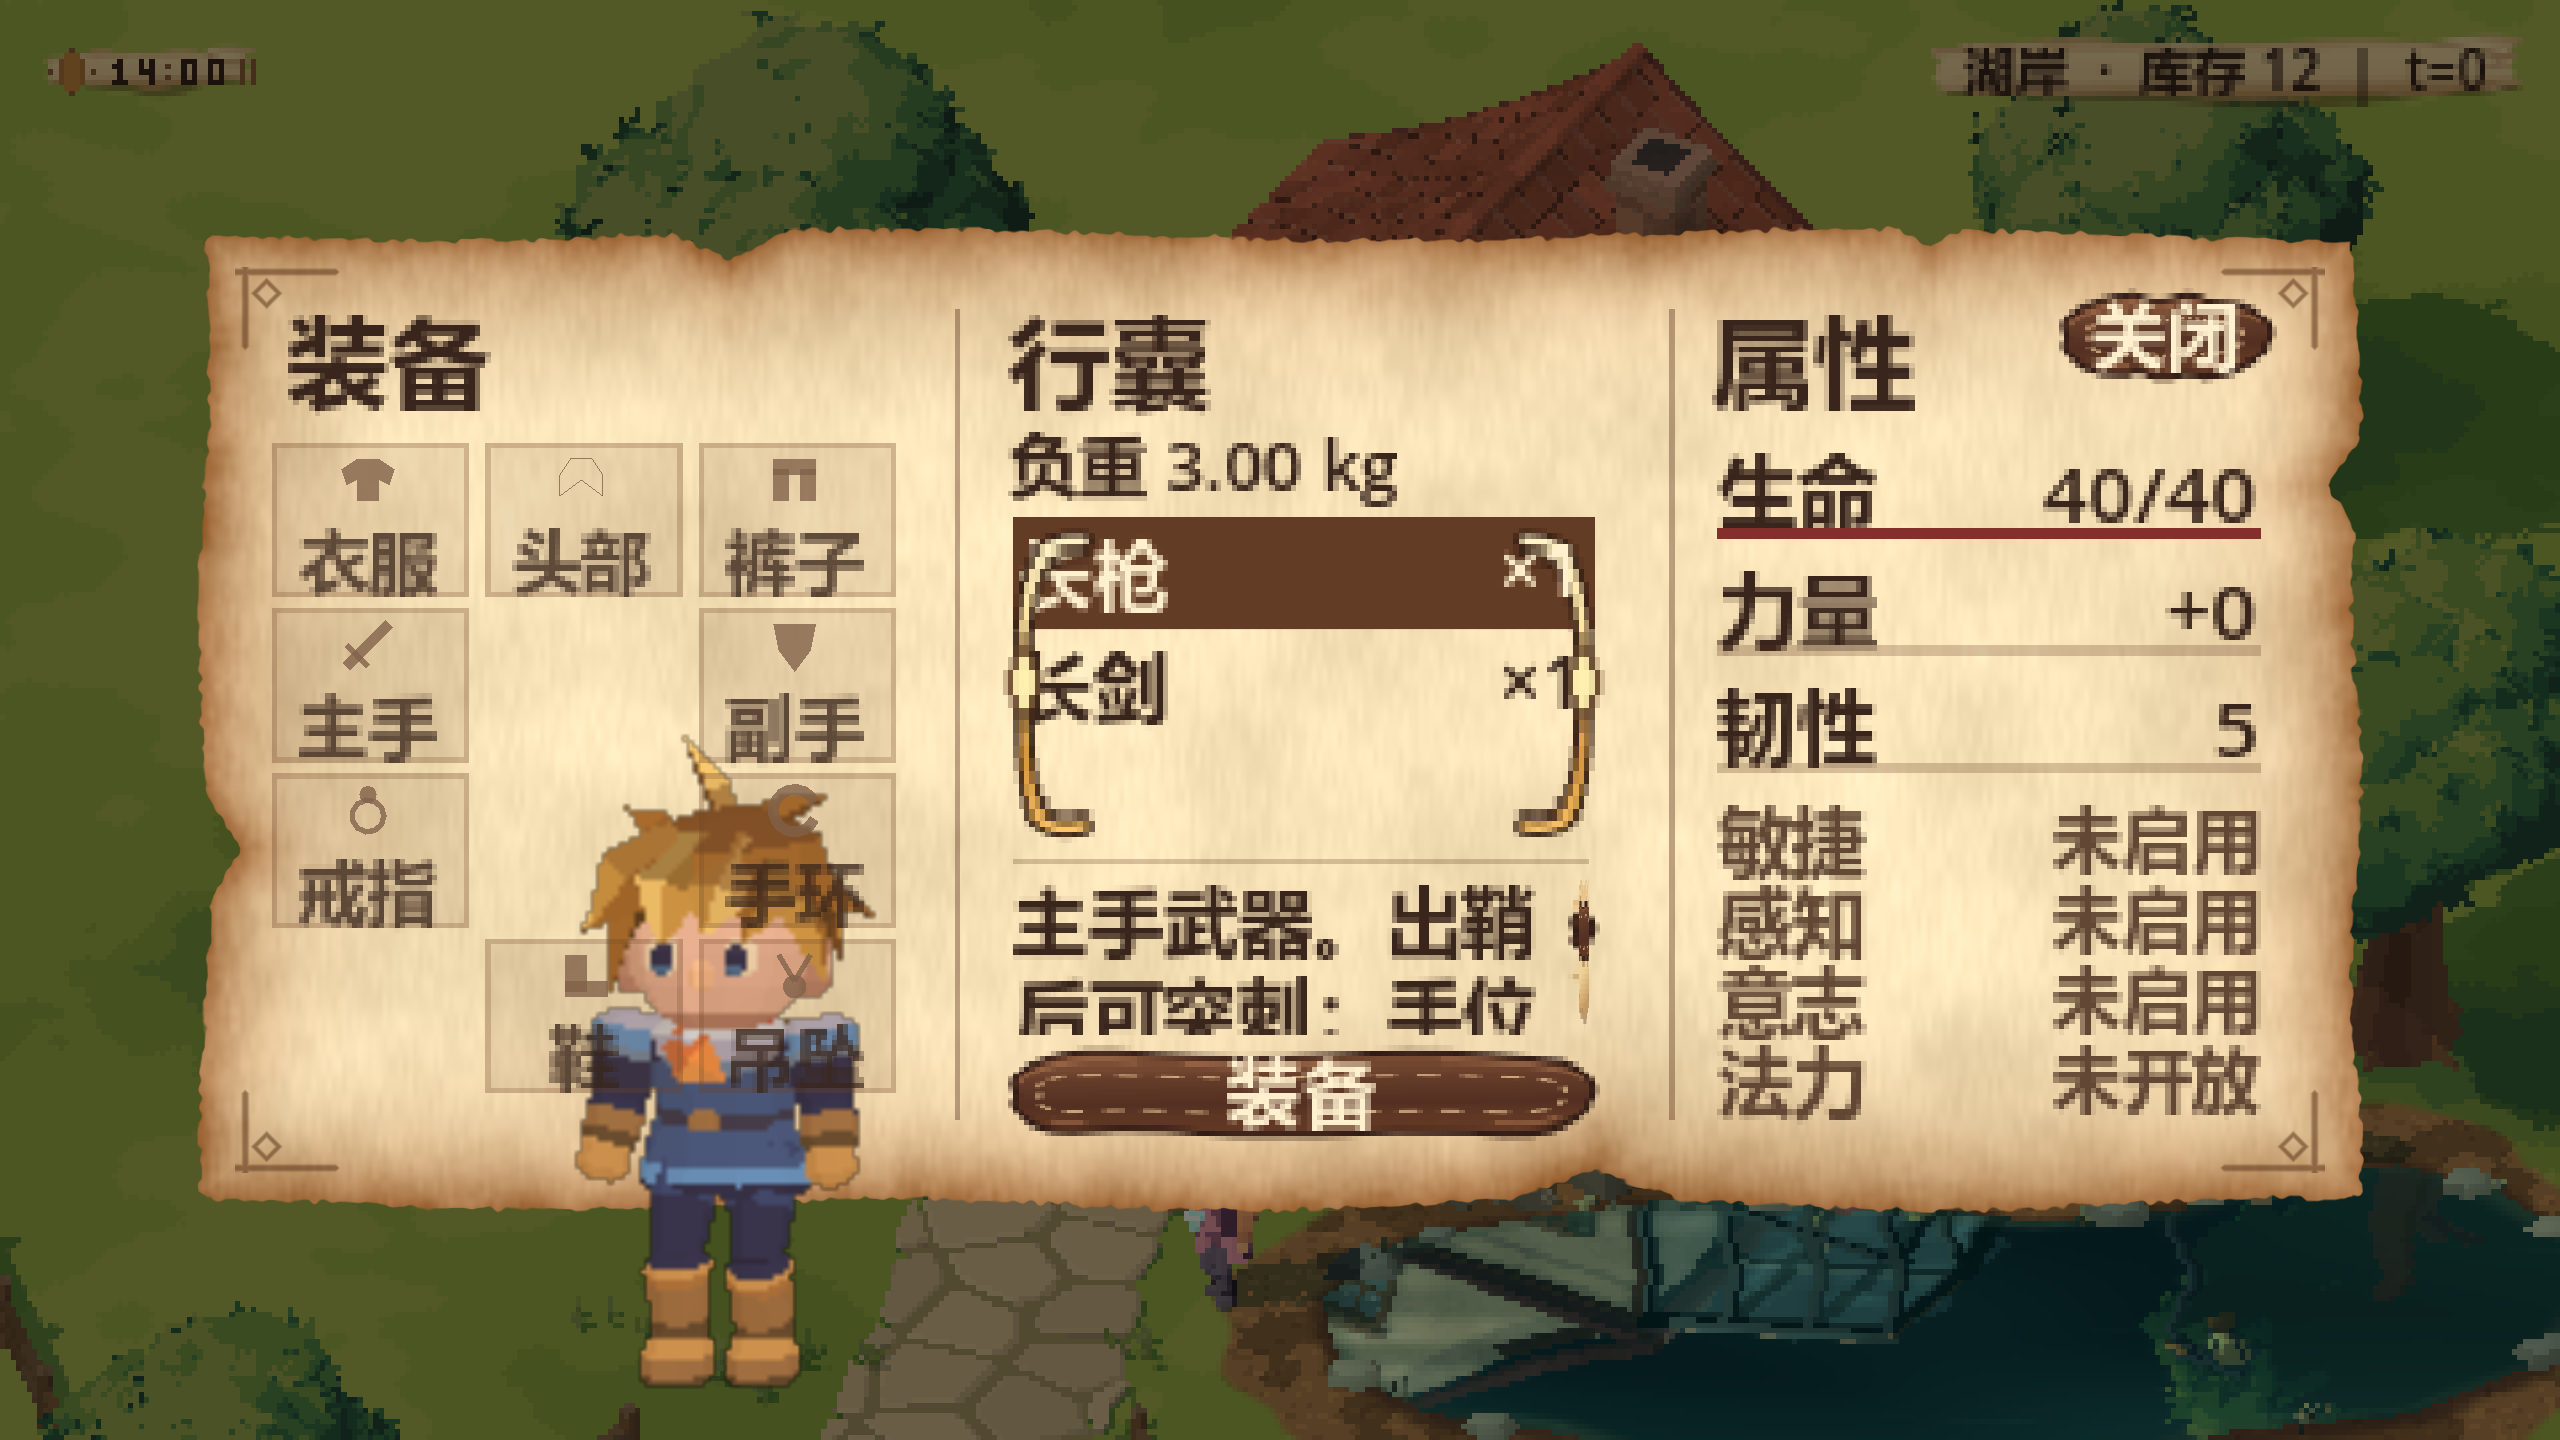 14:00
湖岸 · 库存 12 | t=0
装备
衣服
头部
裤子
主手
副手
戒指
手环
鞋
吊坠
行囊
负重 3.00 kg
长枪 ×1
长剑 ×1
主手武器。出鞘
后可突刺：手位
装备
属性
关闭
生命 40/40
力量 +0
韧性 5
敏捷 未启用
感知 未启用
意志 未启用
法力 未开放